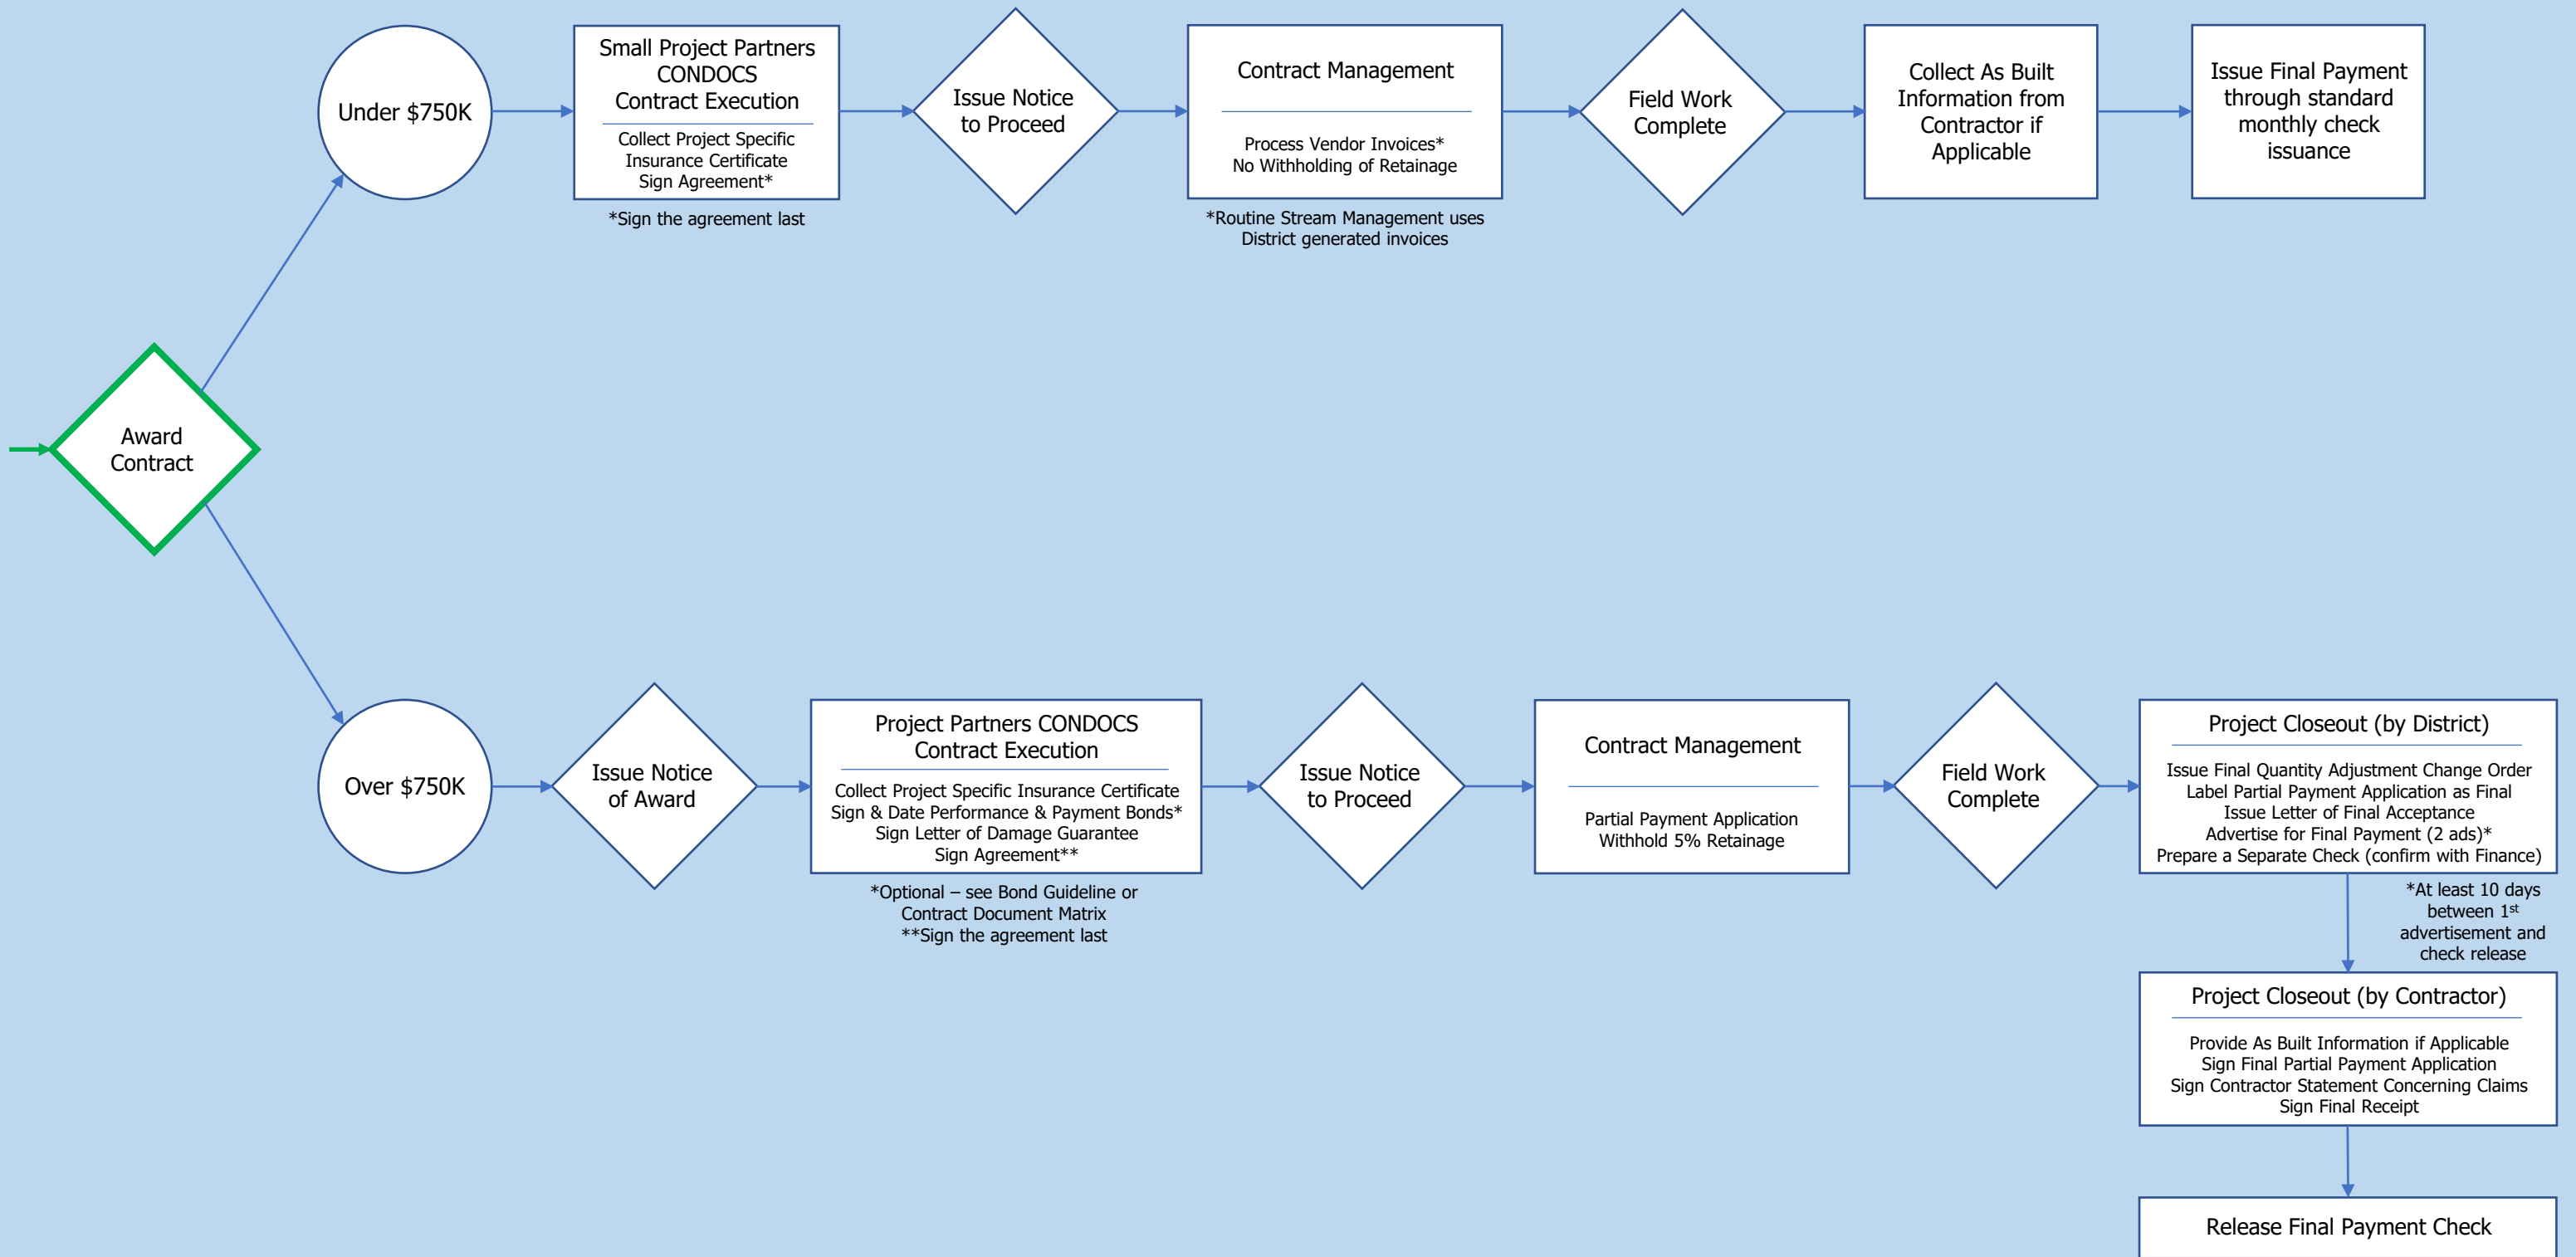 Under $750K
Small Project Partners
CONDOCS
Contract Execution
Collect Project Specific
Insurance Certificate
Sign Agreement*
*Sign the agreement last
Issue Notice
to Proceed
Contract Management
Process Vendor Invoices*
No Withholding of Retainage
*Routine Stream Management uses
District generated invoices
Field Work
Complete
Collect As Built
Information from
Contractor if
Applicable
Issue Final Payment
through standard
monthly check
issuance
Award
Contract
Over $750K
Issue Notice
of Award
Project Partners CONDOCS
Contract Execution
Collect Project Specific Insurance Certificate
Sign & Date Performance & Payment Bonds*
Sign Letter of Damage Guarantee
Sign Agreement**
*Optional – see Bond Guideline or
Contract Document Matrix
**Sign the agreement last
Issue Notice
to Proceed
Contract Management
Partial Payment Application
Withhold 5% Retainage
Field Work
Complete
Project Closeout (by District)
Issue Final Quantity Adjustment Change Order
Label Partial Payment Application as Final
Issue Letter of Final Acceptance
Advertise for Final Payment (2 ads)*
Prepare a Separate Check (confirm with Finance)
*At least 10 days
between 1st
advertisement and
check release
Project Closeout (by Contractor)
Provide As Built Information if Applicable
Sign Final Partial Payment Application
Sign Contractor Statement Concerning Claims
Sign Final Receipt
Release Final Payment Check